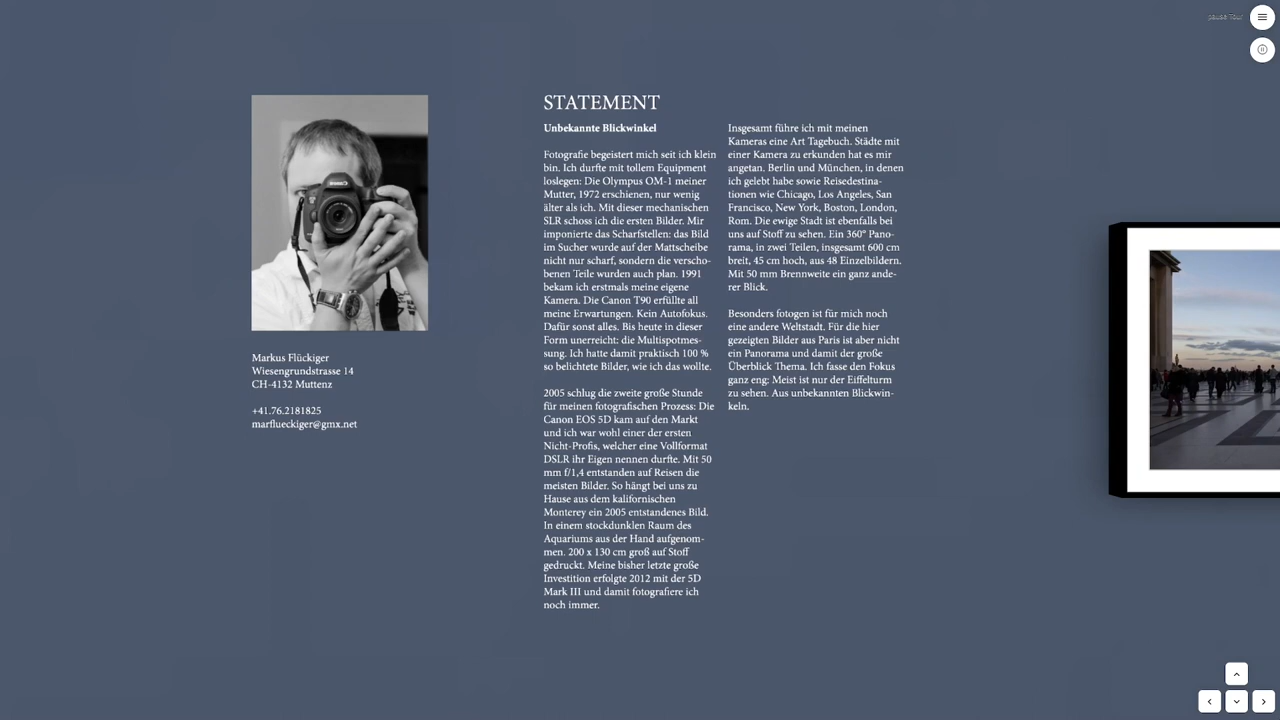 pause Tour
STATEMENT
Unbekannte Blickwinkel
Fotografie begeistert mich seit ich klein
bin. Ich durfte mit tollem Equipment
loslegen: Die Olympus OM-1 meiner
Mutter, 1972 erschienen, nur wenig
älter als ich. Mit dieser mechanischen
SLR schoss ich die ersten Bilder. Mir
imponierte das Scharfstellen: das Bild
im Sucher wurde auf der Mattscheibe
nicht nur scharf, sondern die verscho-
benen Teile wurden auch plan. 1991
bekam ich erstmals meine eigene
Kamera. Die Canon T90 erfüllte all
meine Erwartungen. Kein Autofokus.
Dafür sonst alles. Bis heute in dieser
Form unerreicht: die Multispotmes-
sung. Ich hatte damit praktisch 100 %
so belichtete Bilder, wie ich das wollte.
2005 schlug die zweite große Stunde
für meinen fotografischen Prozess: Die
Canon EOS 5D kam auf den Markt
und ich war wohl einer der ersten
Nicht-Profis, welcher eine Vollformat
DSLR ihr Eigen nennen durfte. Mit 50
mm f/1,4 entstanden auf Reisen die
meisten Bilder. So hängt bei uns zu
Hause aus dem kalifornischen
Monterey ein 2005 entstandenes Bild.
In einem stockdunklen Raum des
Aquariums aus der Hand aufgenom-
men. 200 x 130 cm groß auf Stoff
gedruckt. Meine bisher letzte große
Investition erfolgte 2012 mit der 5D
Mark III und damit fotografiere ich
noch immer.
Insgesamt führe ich mit meinen
Kameras eine Art Tagebuch. Städte mit
einer Kamera zu erkunden hat es mir
angetan. Berlin und München, in denen
ich gelebt habe sowie Reisedestina-
tionen wie Chicago, Los Angeles, San
Francisco, New York, Boston, London,
Rom. Die ewige Stadt ist ebenfalls bei
uns auf Stoff zu sehen. Ein 360° Pano-
rama, in zwei Teilen, insgesamt 600 cm
breit, 45 cm hoch, aus 48 Einzelbildern.
Mit 50 mm Brennweite ein ganz ande-
rer Blick.
Besonders fotogen ist für mich noch
eine andere Weltstadt. Für die hier
gezeigten Bilder aus Paris ist aber nicht
ein Panorama und damit der große
Überblick Thema. Ich fasse den Fokus
ganz eng: Meist ist nur der Eiffelturm
zu sehen. Aus unbekannten Blickwin-
keln.
Markus Flückiger
Wiesengrundstrasse 14
CH-4132 Muttenz
+41.76.2181825
marflueckiger@gmx.net